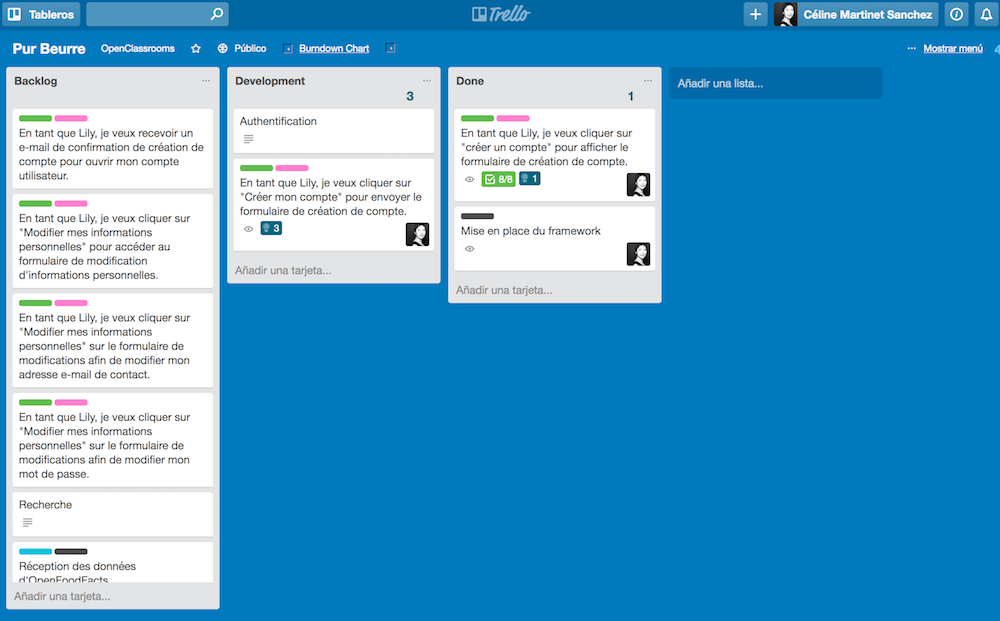 Tableros
Trello
Céline Martinet Sanchez
Pur Beurre
OpenClassrooms
Público
Burndown Chart
Mostrar menú
Backlog
En tant que Lily, je veux recevoir un
e-mail de confirmation de création de
compte pour ouvrir mon compte
utilisateur.
En tant que Lily, je veux cliquer sur
"Modifier mes informations
personnelles" pour accéder au
formulaire de modification
d'informations personnelles.
En tant que Lily, je veux cliquer sur
"Modifier mes informations
personnelles" sur le formulaire de
modifications afin de modifier mon
adresse e-mail de contact.
En tant que Lily, je veux cliquer sur
"Modifier mes informations
personnelles" sur le formulaire de
modifications afin de modifier mon
mot de passe.
Recherche
Réception des données
d'OpenFoodFacts
Añadir una tarjeta...
Development
3
Authentification
En tant que Lily, je veux cliquer sur
"Créer mon compte" pour envoyer le
formulaire de création de compte.
3
Añadir una tarjeta...
Done
1
En tant que Lily, je veux cliquer sur
"créer un compte" pour afficher le
formulaire de création de compte.
8/8 1
Mise en place du framework
Añadir una tarjeta...
Añadir una lista...